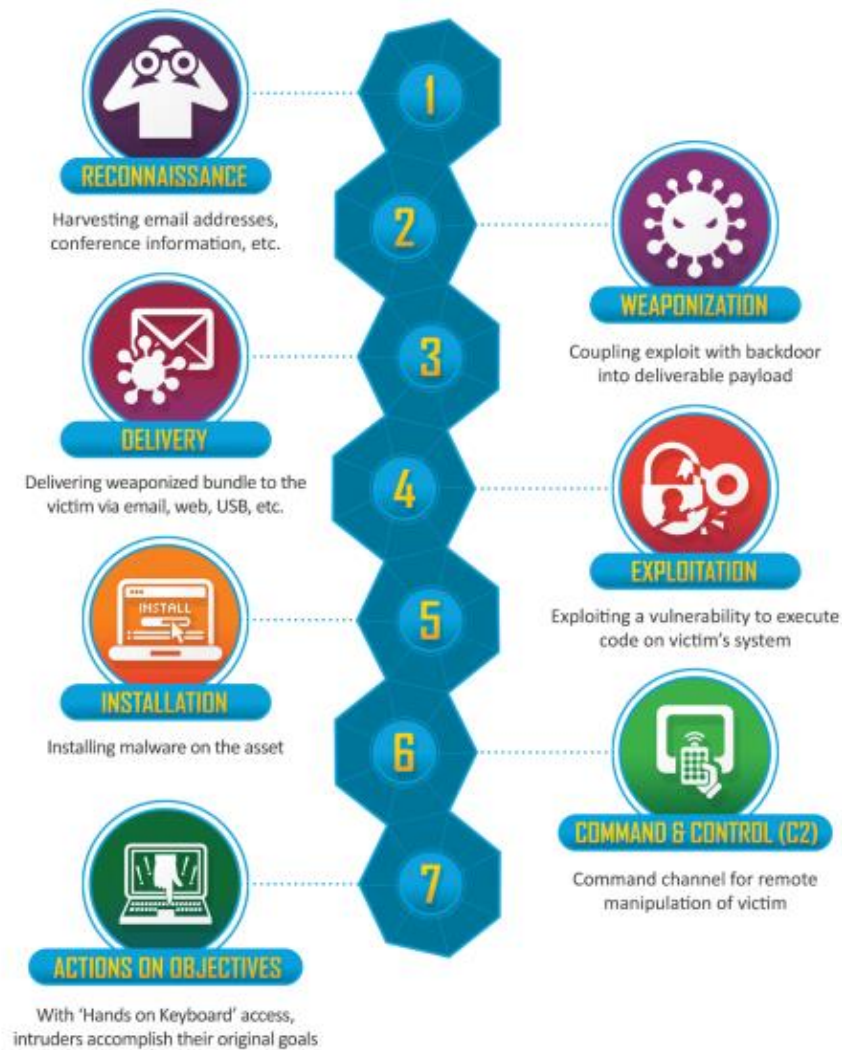 1
RECONNAISSANCE
Harvesting email addresses,
conference information, etc.
2
WEAPONIZATION
Coupling exploit with backdoor
into deliverable payload
3
DELIVERY
Delivering weaponized bundle to the
victim via email, web, USB, etc.
4
EXPLOITATION
Exploiting a vulnerability to execute
code on victim's system
5
INSTALL
INSTALLATION
Installing malware on the asset
6
COMMAND & CONTROL (C2)
Command channel for remote
manipulation of victim
7
ACTIONS ON OBJECTIVES
With 'Hands on Keyboard' access,
intruders accomplish their original goals